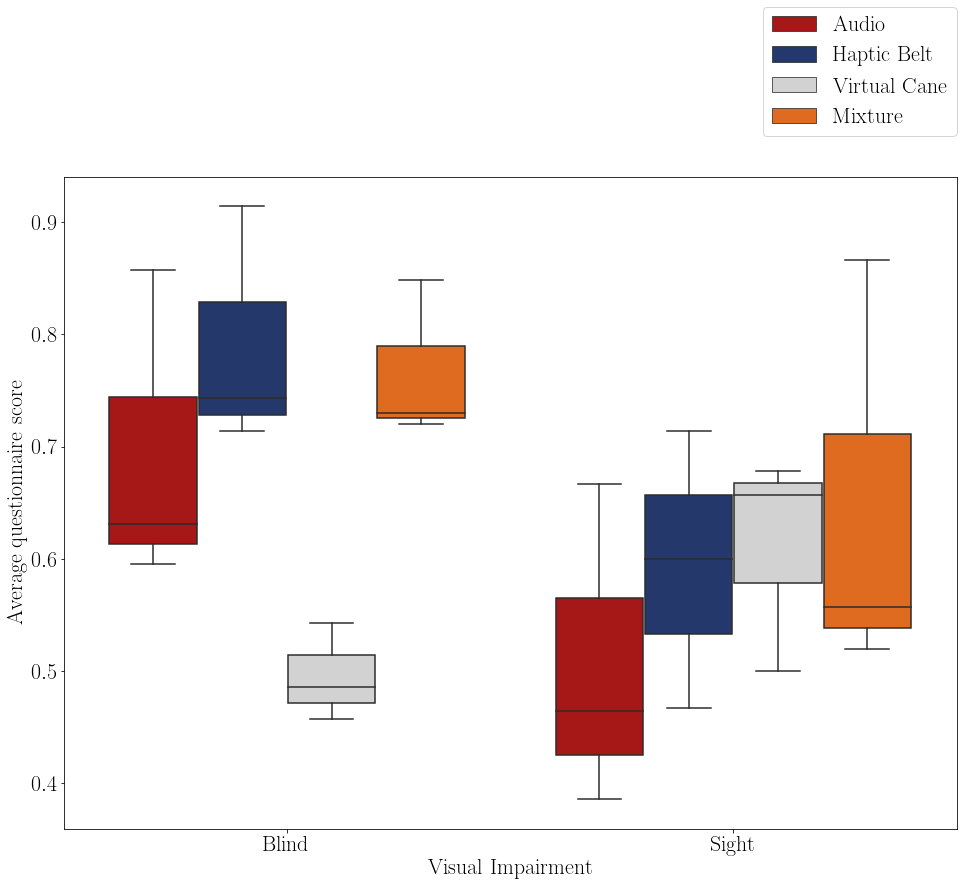 Audio
Haptic Belt
Virtual Cane
Mixture
0.9
0.8
0.7
0.6
0.5
0.4
Average questionnaire score
Blind
Sight
Visual Impairment